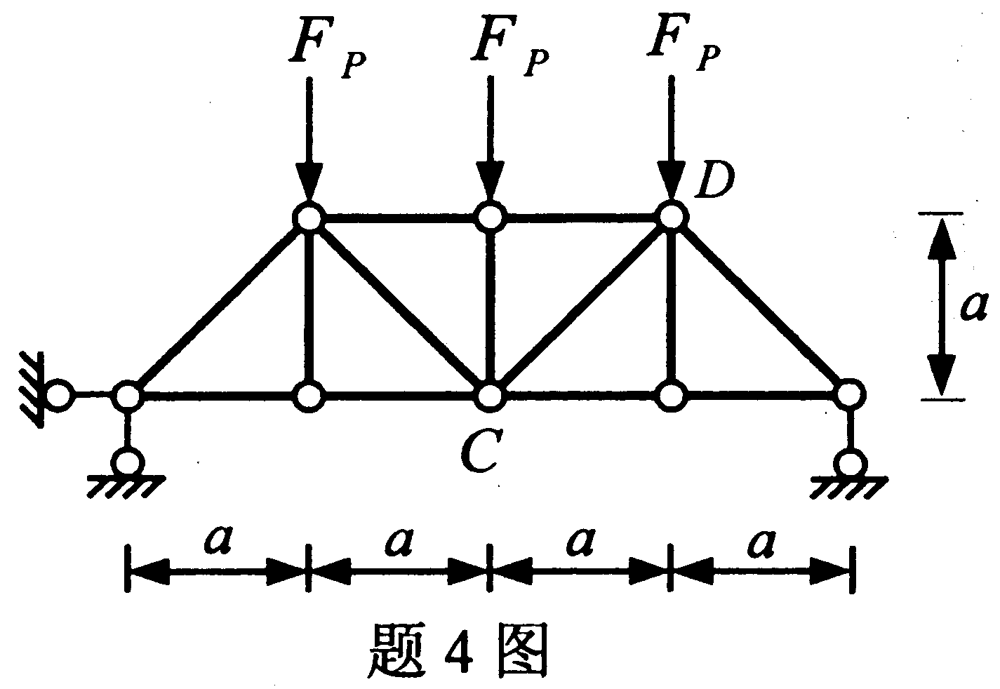 F_P F_P F_P
D
a
C
a a a a
题 4 图